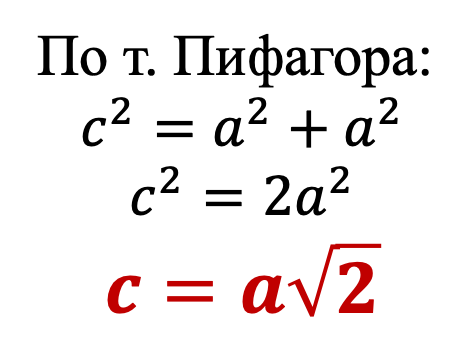 По т. Пифагора:
c² = a² + a²
c² = 2a²
c = a√2